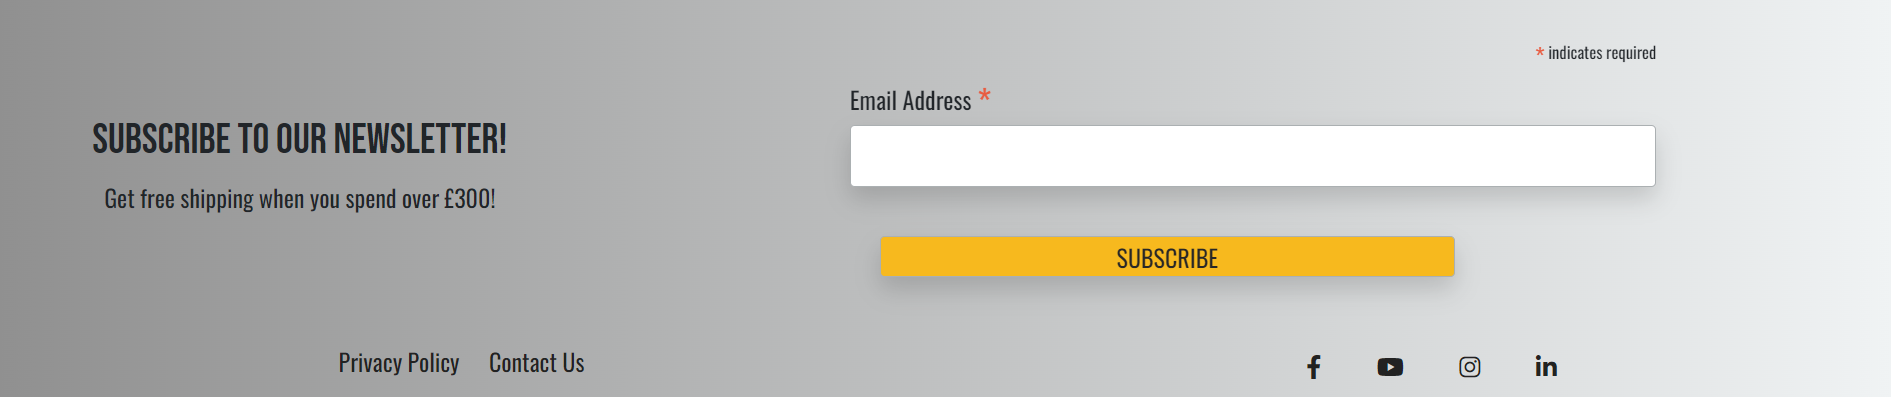 * indicates required
Email Address *
SUBSCRIBE TO OUR NEWSLETTER!
Get free shipping when you spend over £300!
SUBSCRIBE
Privacy Policy
Contact Us